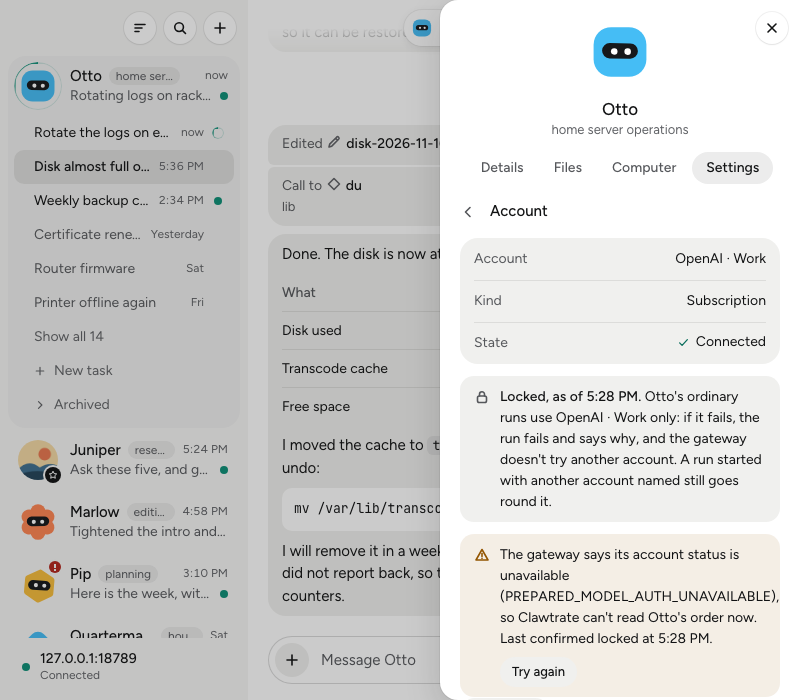 Otto home ser... now
Rotating logs on rack...
Rotate the logs on e... now
Disk almost full o... 5:36 PM
Weekly backup c... 2:34 PM
Certificate rene... Yesterday
Router firmware Sat
Printer offline again Fri
Show all 14
New task
Archived
Juniper rese... 5:24 PM
Ask these five, and g...
Marlow editi... 4:58 PM
Tightened the intro and...
Pip planning 3:10 PM
Here is the week, wit...
Quarterma hou... Sat
127.0.0.1:18789
Connected
so it can be restor
Edited disk-2026-11-1
Call to du
lib
Done. The disk is now at
What
Disk used
Transcode cache
Free space
I moved the cache to
undo:
mv /var/lib/transco
I will remove it in a week
did not report back, so t
counters.
Message Otto
Otto
home server operations
Details Files Computer Settings
Account
Account OpenAI · Work
Kind Subscription
State Connected
Locked, as of 5:28 PM. Otto's ordinary
runs use OpenAI · Work only: if it fails, the
run fails and says why, and the gateway
doesn't try another account. A run started
with another account named still goes
round it.
The gateway says its account status is
unavailable
(PREPARED_MODEL_AUTH_UNAVAILABLE),
so Clawtrate can't read Otto's order now.
Last confirmed locked at 5:28 PM.
Try again